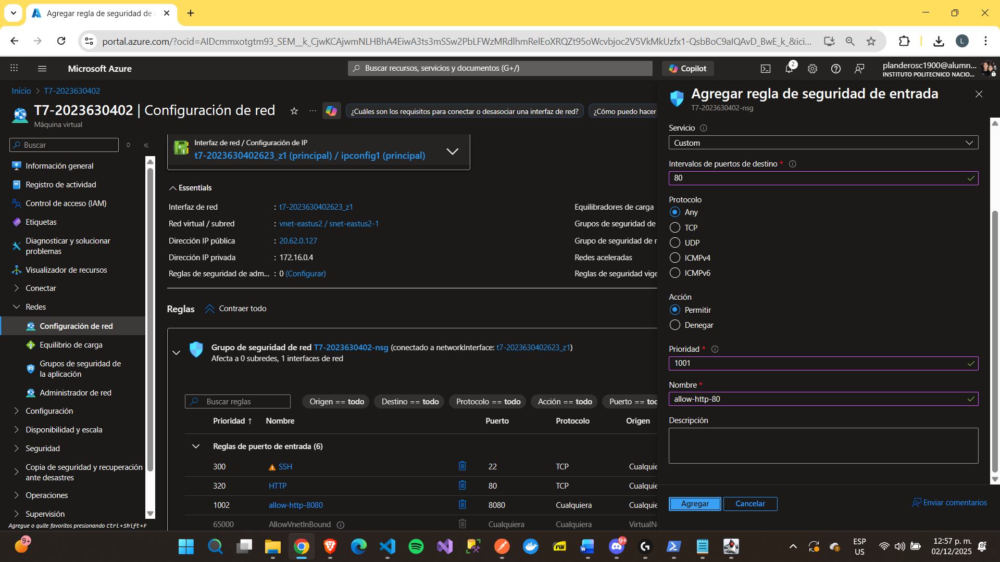 Agregar regla de seguridad de
portal.azure.com/?ocid=AIDcmmxotgtm93_SEM__k_CjwKCAjwmNLHBhA4EiwA3ts3mSSw2PbLFWzMRdlhmRelEoXRQZt95oWcvbjoc2V5VkMkUzfx1-QsbBoC9aIQAvD_BwE_k_&ici...
L
Microsoft Azure
Buscar recursos, servicios y documentos (G+/)
Copilot
2
planderosc1900@alumn...
INSTITUTO POLITECNICO NACIO...
Inicio > T7-2023630402
T7-2023630402 | Configuración de red
Máquina virtual
¿Cuáles son los requisitos para conectar o desasociar una interfaz de red?
¿Cómo puedo hacer
Buscar
Información general
Registro de actividad
Control de acceso (IAM)
Etiquetas
Diagnosticar y solucionar
problemas
Visualizador de recursos
Conectar
Redes
Configuración de red
Equilibrio de carga
Grupos de seguridad de
la aplicación
Administrador de red
Configuración
Disponibilidad y escala
Seguridad
Copia de seguridad y recuperación
ante desastres
Operaciones
Supervisión
Agregue o quite favoritos presionando Ctrl+Shift+F
Interfaz de red / Configuración de IP
t7-2023630402623_z1 (principal) / ipconfig1 (principal)
Essentials
Interfaz de red : t7-2023630402623_z1
Red virtual / subred : vnet-eastus2 / snet-eastus2-1
Dirección IP pública : 20.62.0.127
Dirección IP privada : 172.16.0.4
Reglas de seguridad de adm... : 0 (Configurar)
Equilibradores de carga
Grupos de seguridad de
Grupo de seguridad de r
Redes aceleradas
Reglas de seguridad vige
Reglas
Contraer todo
Grupo de seguridad de red T7-2023630402-nsg (conectado a networkInterface: t7-2023630402623_z1)
Afecta a 0 subredes, 1 interfaces de red
Buscar reglas
Origen == todo
Destino == todo
Protocolo == todo
Acción == todo
Puerto == tod
Prioridad ↑ Nombre Puerto Protocolo Origen
Reglas de puerto de entrada (6)
300 SSH 22 TCP Cualquie
320 HTTP 80 TCP Cualquie
1002 allow-http-8080 8080 Cualquiera Cualquie
65000 AllowVnetInBound Cualquiera Cualquiera VirtualN
Agregar regla de seguridad de entrada
T7-2023630402-nsg
Servicio
Custom
Intervalos de puertos de destino *
80
Protocolo
Any
TCP
UDP
ICMPv4
ICMPv6
Acción
Permitir
Denegar
Prioridad *
1001
Nombre *
allow-http-80
Descripción
Agregar
Cancelar
Enviar comentarios
9+
PDF
9+
ESP
US
12:57 p. m.
02/12/2025